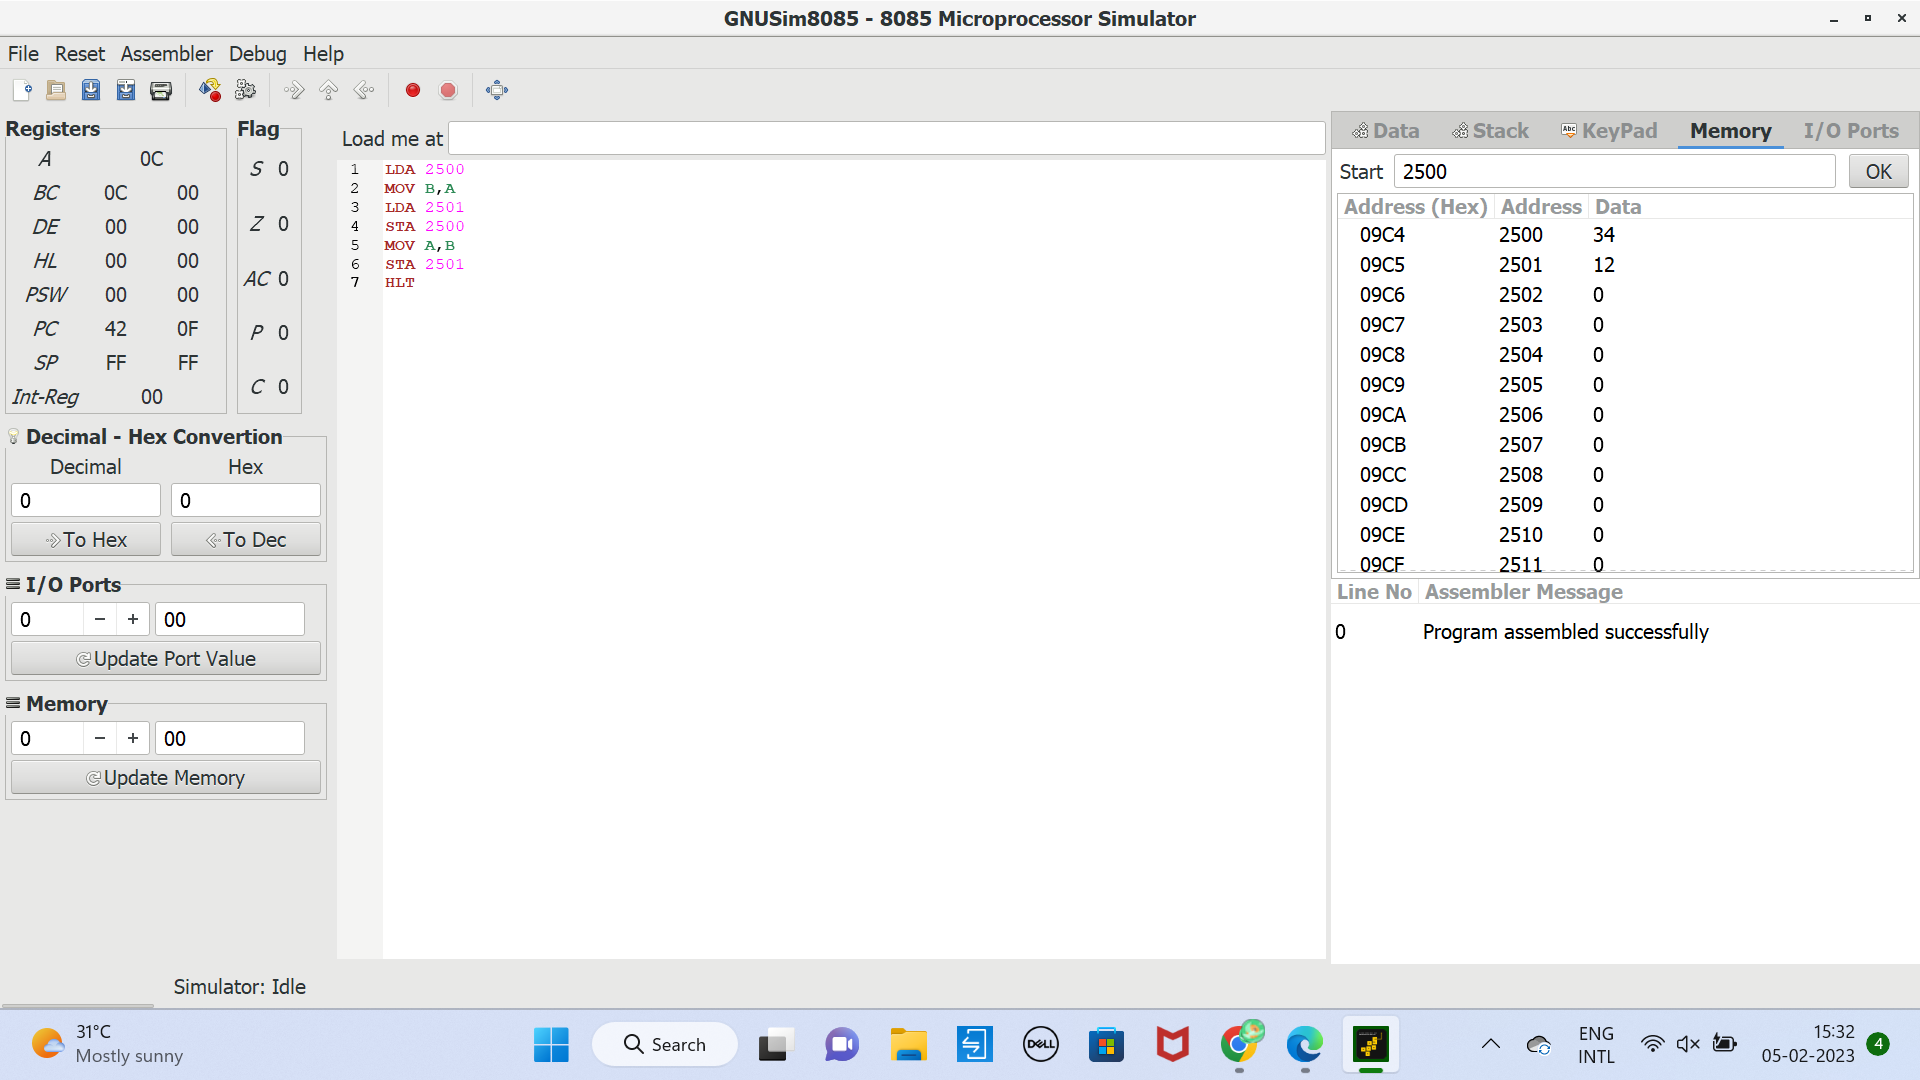 GNUSim8085 - 8085 Microprocessor Simulator
File Reset Assembler Debug Help
Registers
A 0C
BC 0C 00
DE 00 00
HL 00 00
PSW 00 00
PC 42 0F
SP FF FF
Int-Reg 00
Flag
S 0
Z 0
AC 0
P 0
C 0
Decimal - Hex Convertion
Decimal Hex
0 0
To Hex To Dec
I/O Ports
0 − + 00
Update Port Value
Memory
0 − + 00
Update Memory
Load me at
1 LDA 2500
2 MOV B,A
3 LDA 2501
4 STA 2500
5 MOV A,B
6 STA 2501
7 HLT
Data Stack Abc KeyPad Memory I/O Ports
Start 2500 OK
Address (Hex) Address Data
09C4 2500 34
09C5 2501 12
09C6 2502 0
09C7 2503 0
09C8 2504 0
09C9 2505 0
09CA 2506 0
09CB 2507 0
09CC 2508 0
09CD 2509 0
09CE 2510 0
09CF 2511 0
Line No Assembler Message
0 Program assembled successfully
Simulator: Idle
31°C
Mostly sunny
Search
DELL
ENG
INTL
15:32
05-02-2023
4